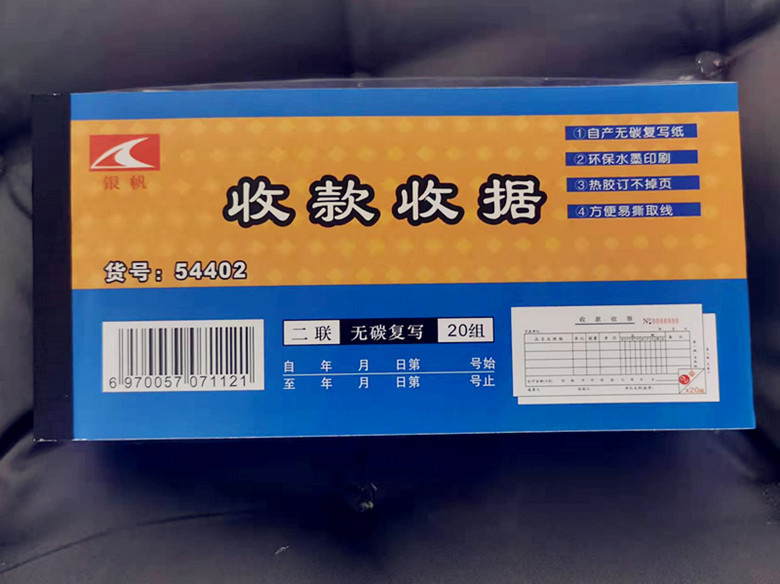 银帆
收款收据
①自产无碳复写纸
②环保水墨印刷
③热胶订不掉页
④方便易撕取线
货号：54402
二联 无碳复写 20组
自 年 月 日第 号始
至 年 月 日第 号止
6 970057 071121
收款收据
×20组